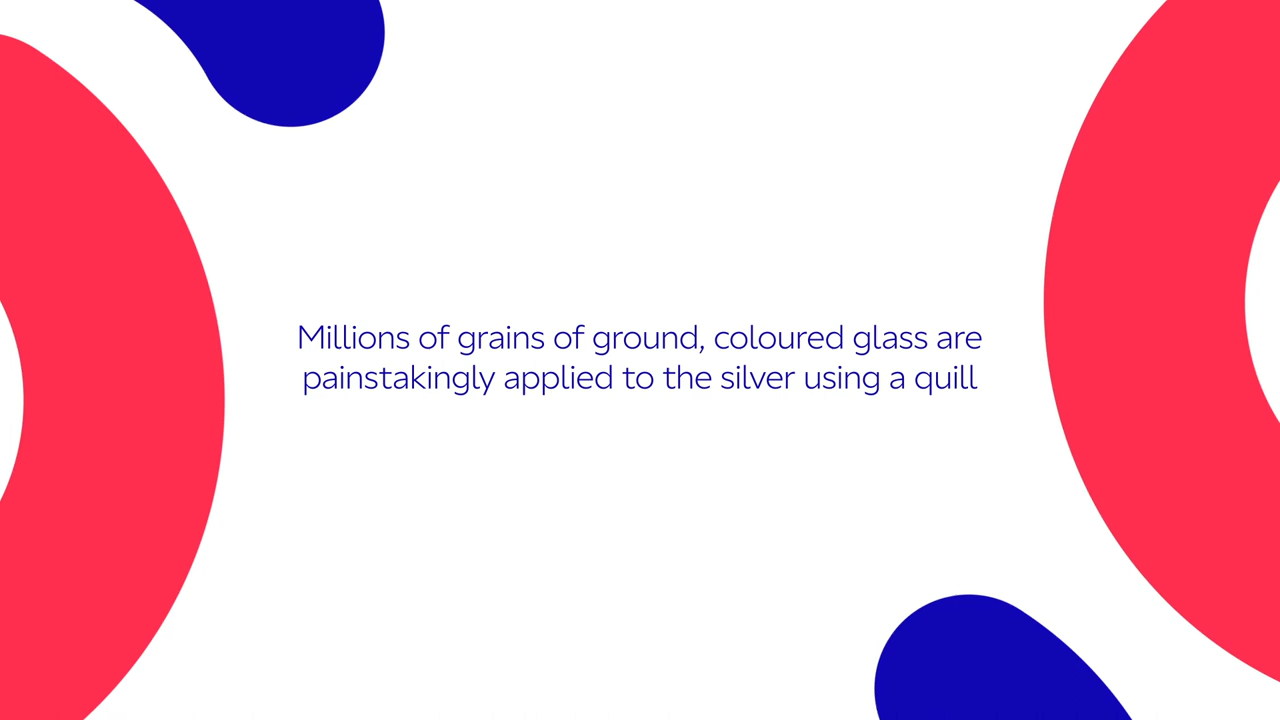 Millions of grains of ground, coloured glass are
painstakingly applied to the silver using a quill